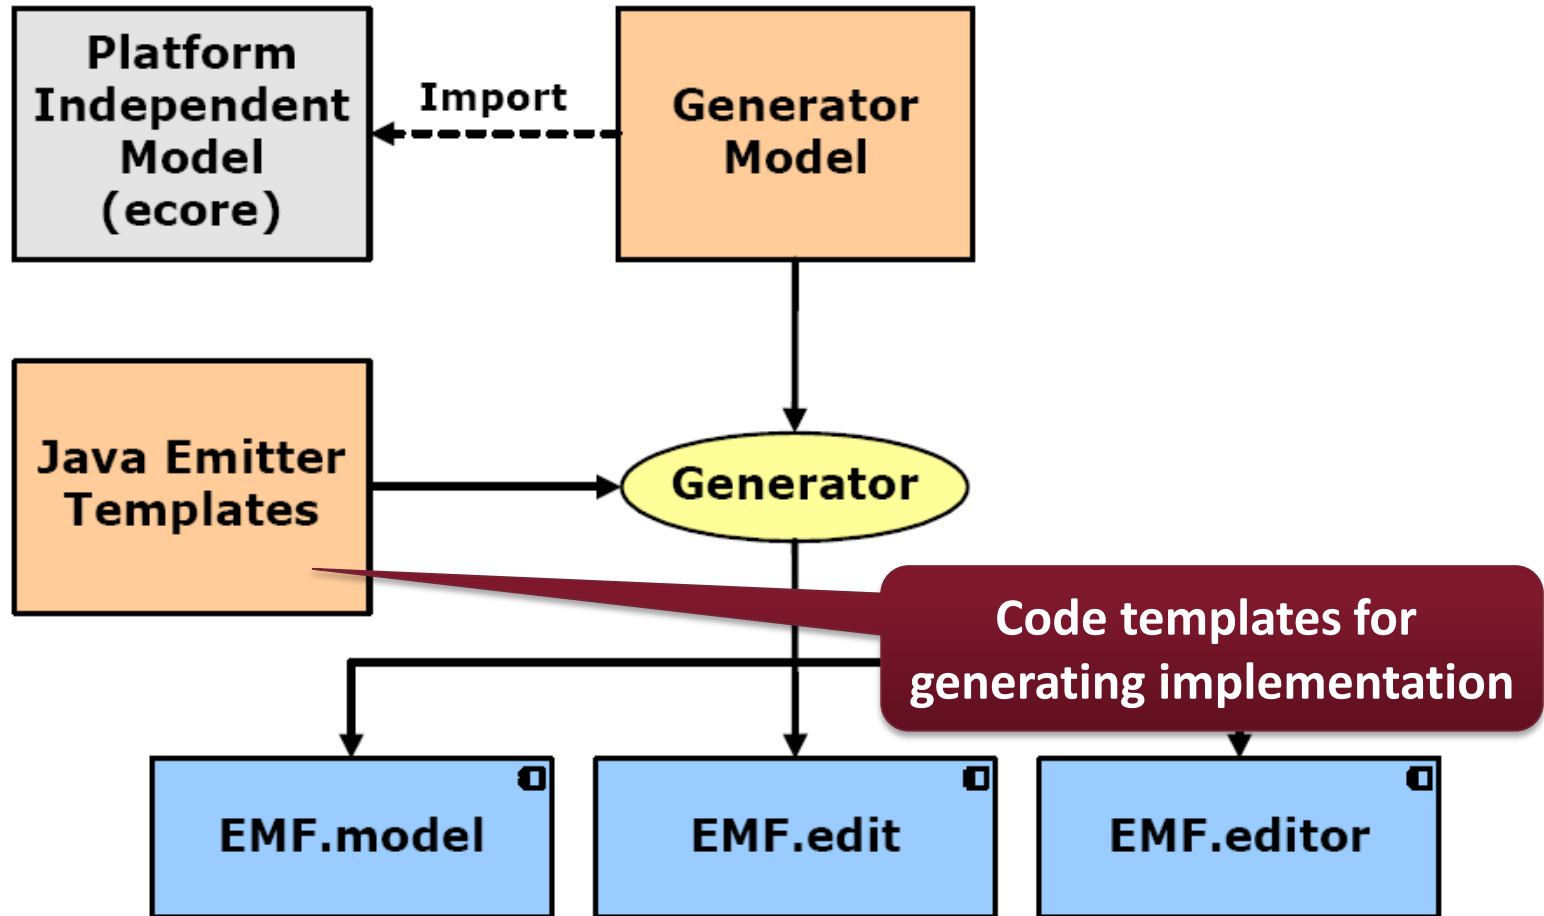 Platform
Independent
Model
(ecore)
Import
Generator
Model
Java Emitter
Templates
Generator
Code templates for
generating implementation
EMF.model
EMF.edit
EMF.editor